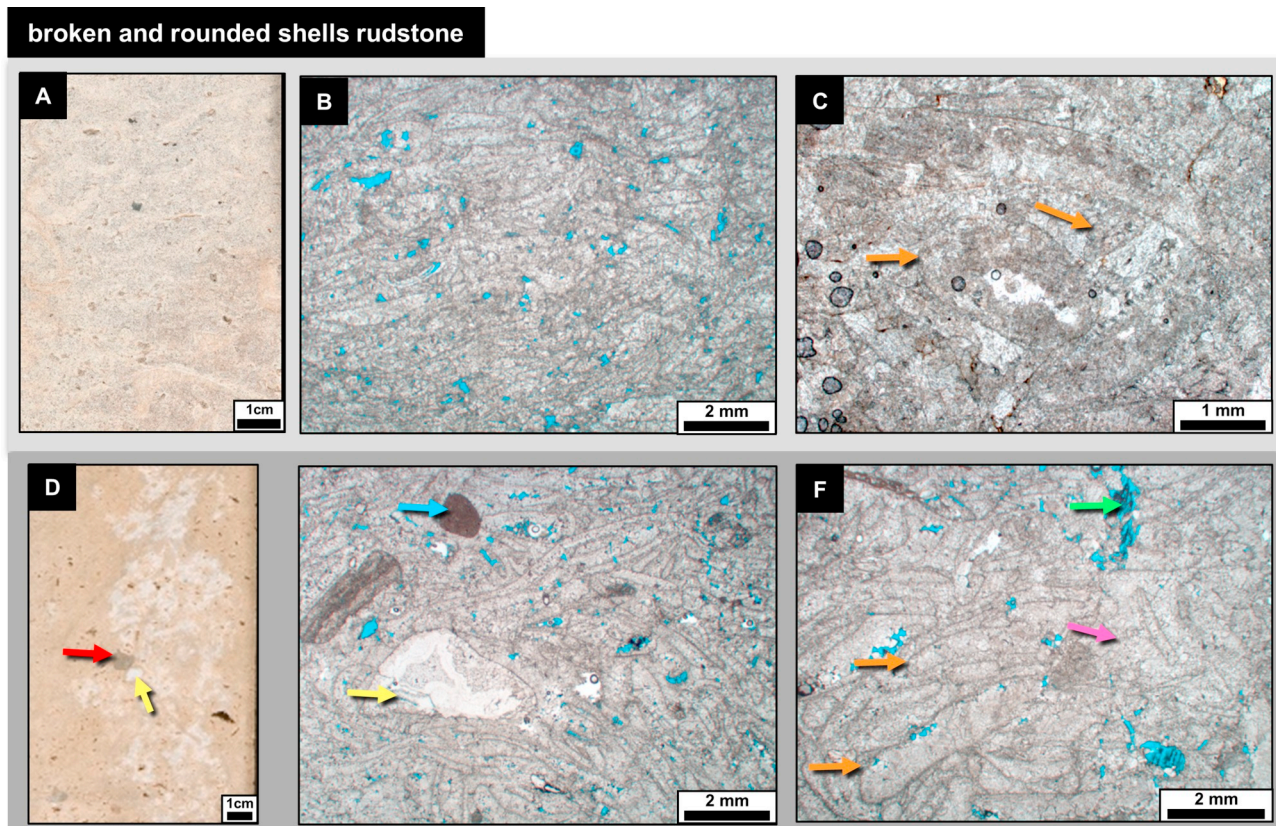 broken and rounded shells rudstone
A
B
C
1cm
2 mm
1 mm
D
F
1cm
2 mm
2 mm